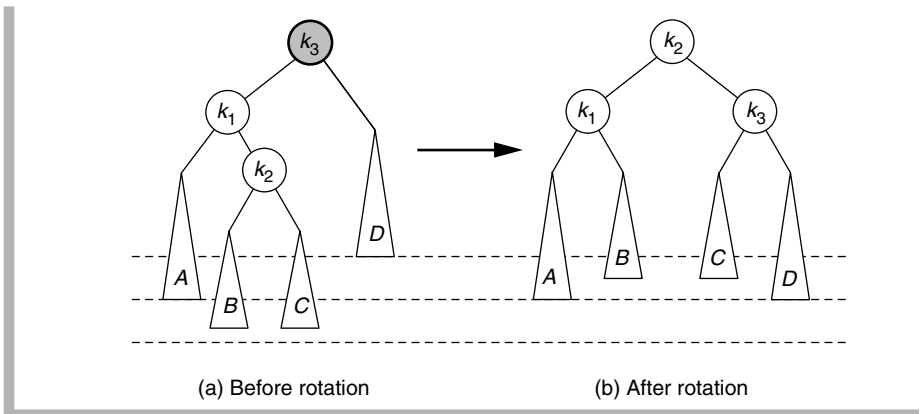 k3
k2
k1
k1
k3
k2
D
B
C
A
A
D
B
C
(a) Before rotation
(b) After rotation